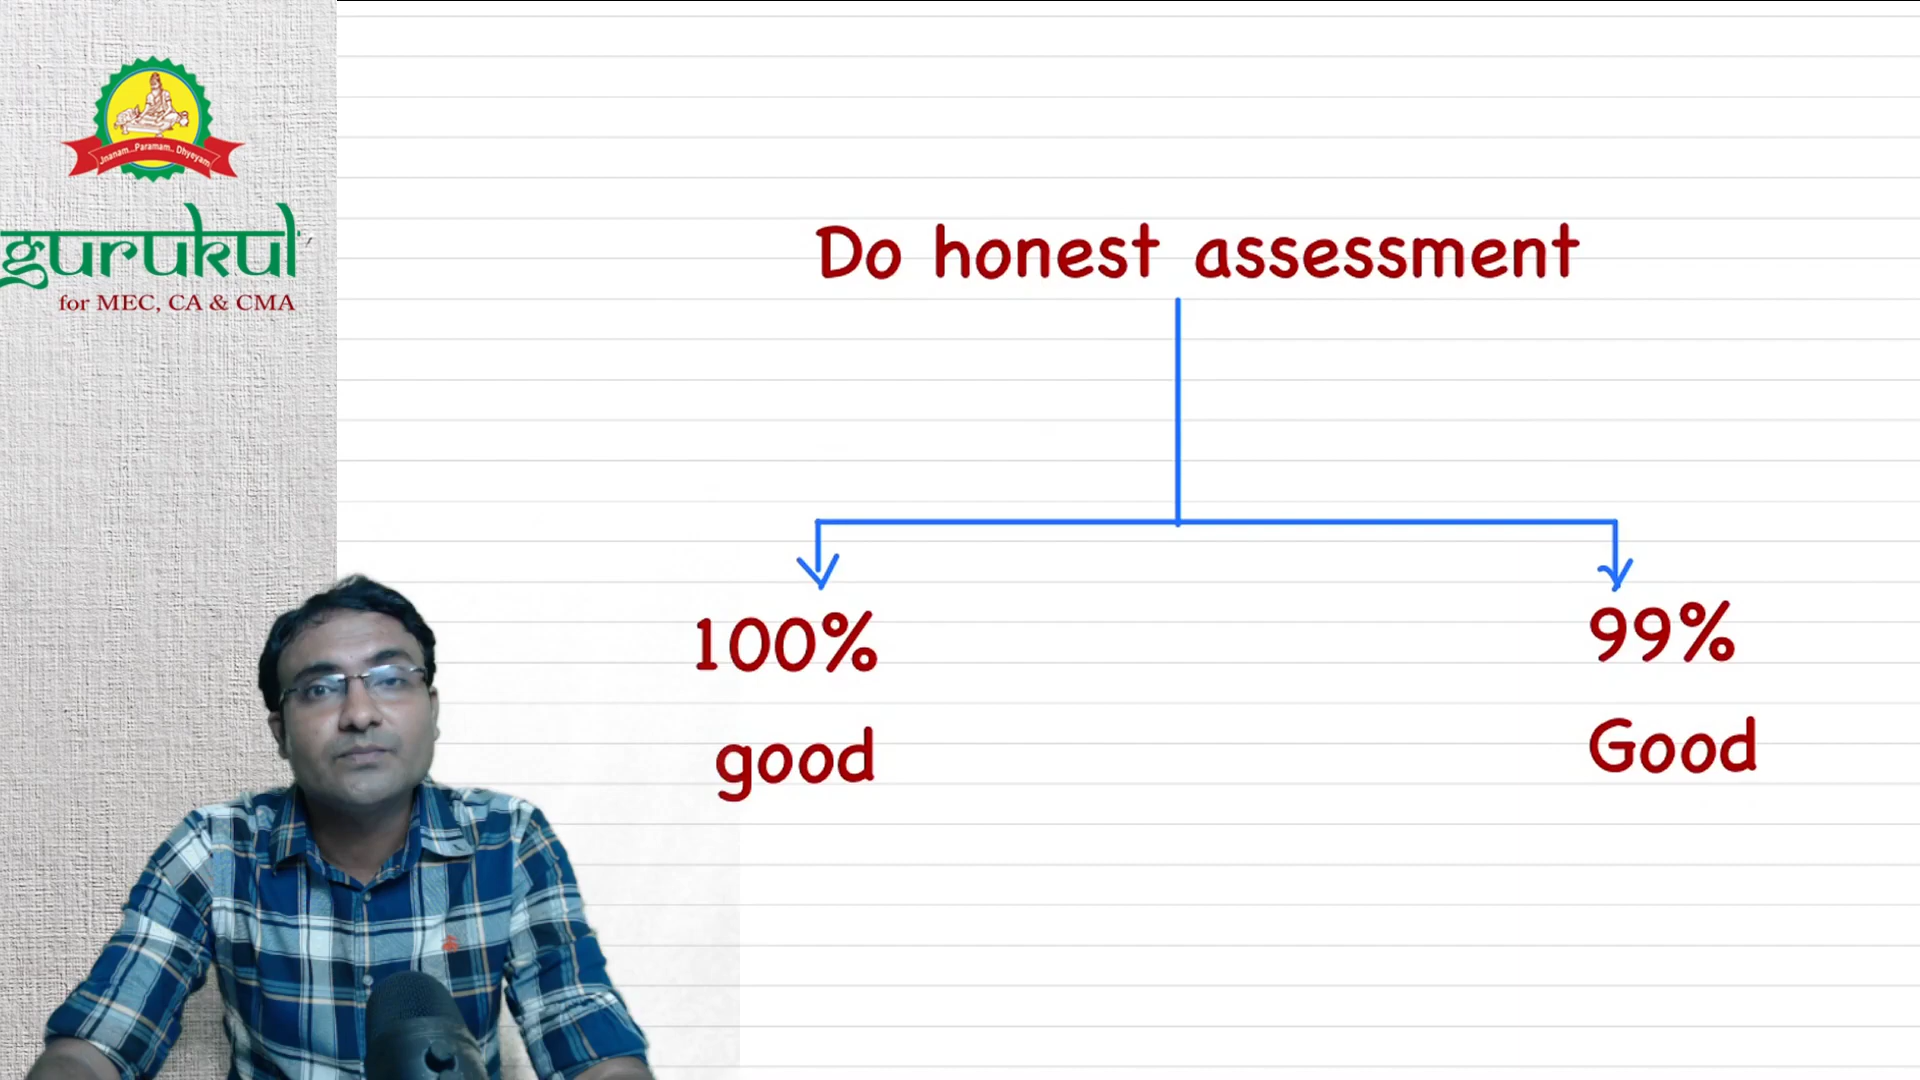 Jnanam...Paramam.. Dhyeyam
gurukul
for MEC, CA & CMA
Do honest assessment
100%
good
99%
Good